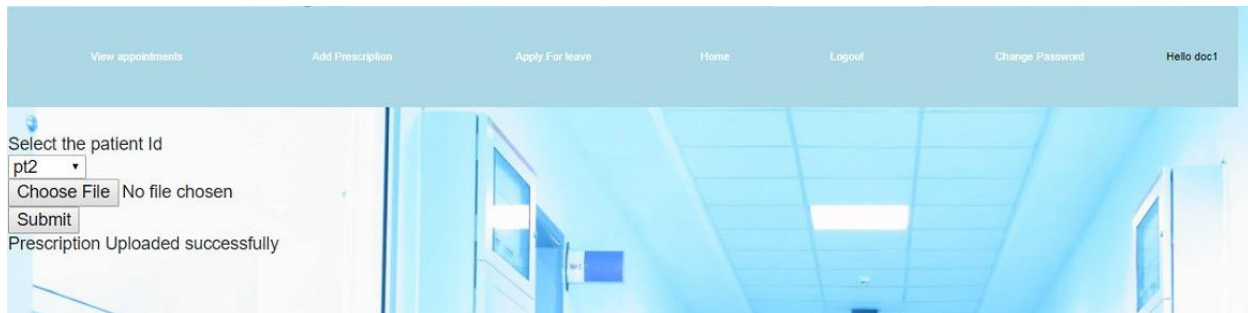 View appointments Add Prescription Apply For leave Home Logout Change Password Hello doc1
Select the patient Id
pt2
Choose File No file chosen
Submit
Prescription Uploaded successfully